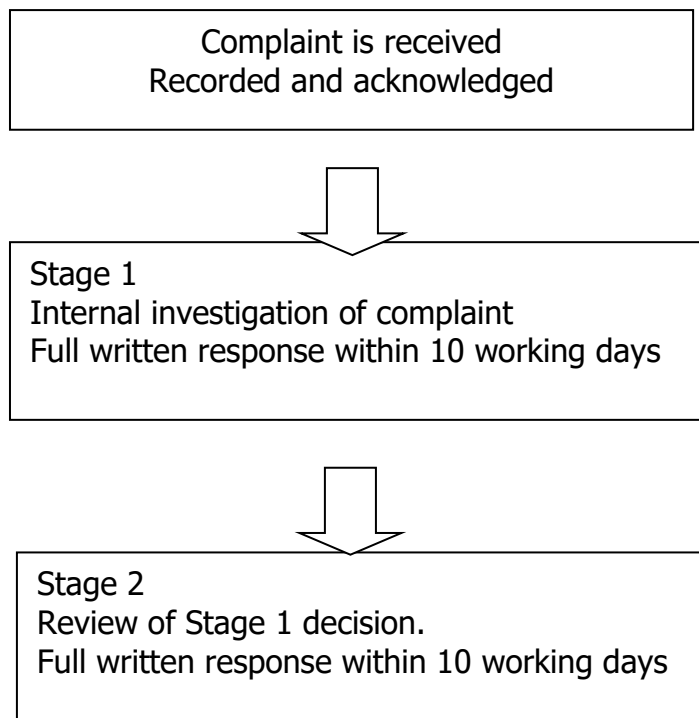 Complaint is received
Recorded and acknowledged
Stage 1
Internal investigation of complaint
Full written response within 10 working days
Stage 2
Review of Stage 1 decision.
Full written response within 10 working days